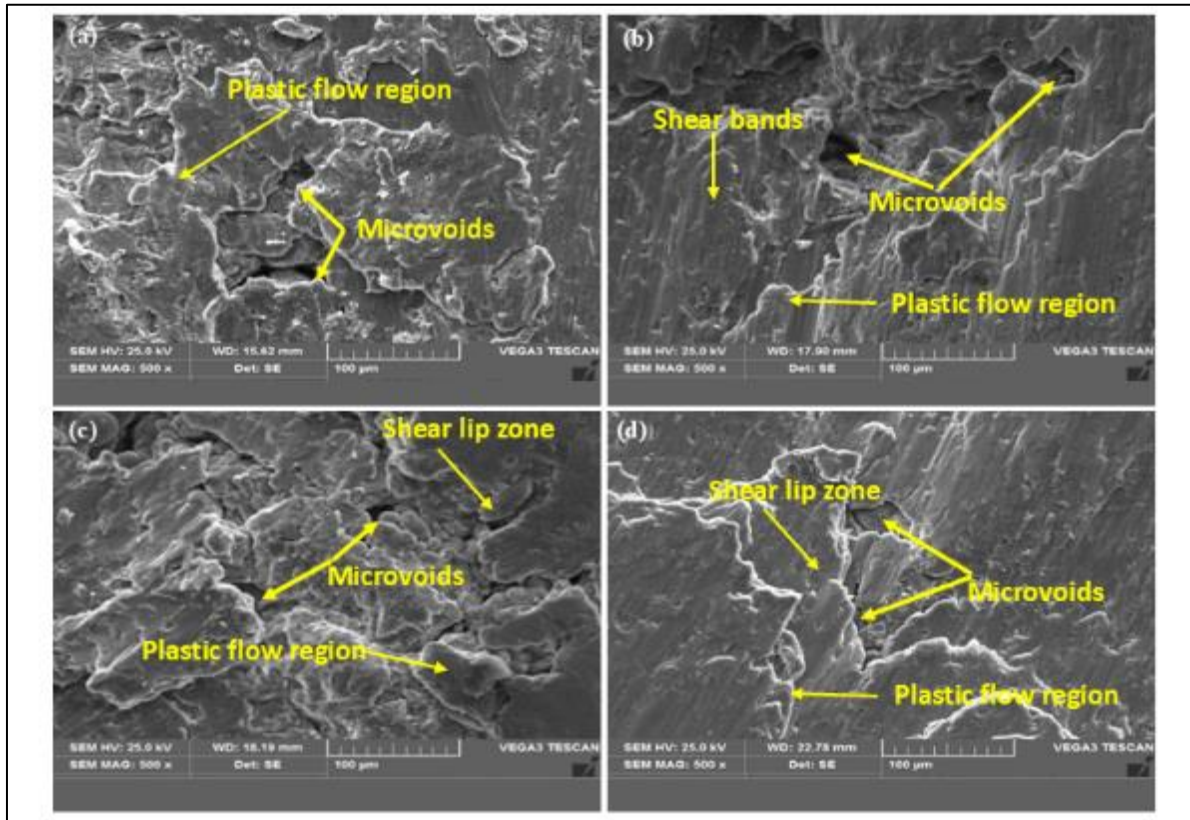 (a)
Plastic flow region
Microvoids
SEM HV: 25.0 kV WD: 15.62 mm VEGA3 TESCAN
SEM MAG: 500 x Det: SE 100 µm
(b)
Shear bands
Microvoids
Plastic flow region
SEM HV: 25.0 kV WD: 17.90 mm VEGA3 TESCAN
SEM MAG: 500 x Det: SE 100 µm
(c)
Shear lip zone
Microvoids
Plastic flow region
SEM HV: 25.0 kV WD: 18.19 mm VEGA3 TESCAN
SEM MAG: 500 x Det: SE 100 µm
(d)
Shear lip zone
Microvoids
Plastic flow region
SEM HV: 25.0 kV WD: 22.78 mm VEGA3 TESCAN
SEM MAG: 500 x Det: SE 100 µm